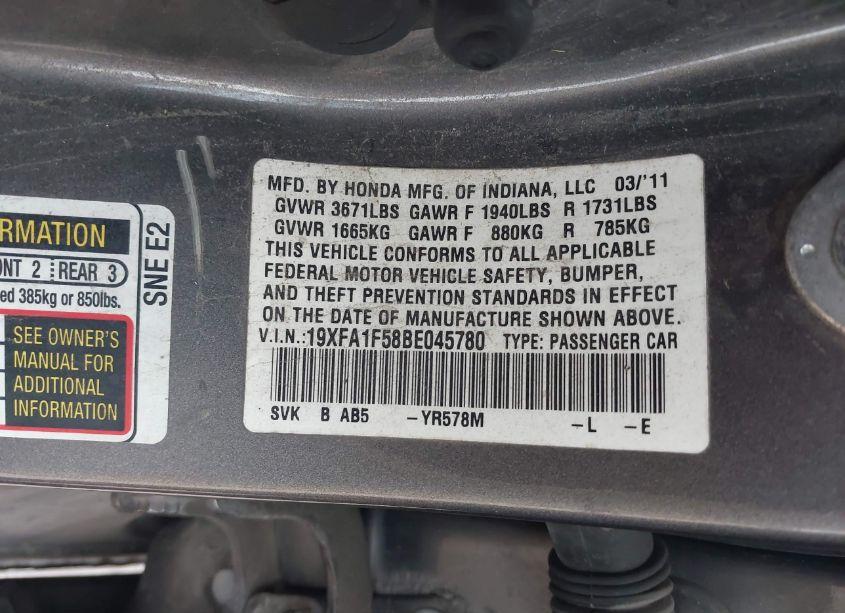 RMATION
ONT 2 REAR 3
ed 385kg or 850lbs.
SEE OWNER'S
MANUAL FOR
ADDITIONAL
INFORMATION
SNE E2
MFD. BY HONDA MFG. OF INDIANA, LLC 03/'11
GVWR 3671LBS GAWR F 1940LBS R 1731LBS
GVWR 1665KG GAWR F 880KG R 785KG
THIS VEHICLE CONFORMS TO ALL APPLICABLE
FEDERAL MOTOR VEHICLE SAFETY, BUMPER,
AND THEFT PREVENTION STANDARDS IN EFFECT
ON THE DATE OF MANUFACTURE SHOWN ABOVE.
V.I.N.:19XFA1F58BE045780 TYPE: PASSENGER CAR
SVK B AB5 -YR578M -L -E